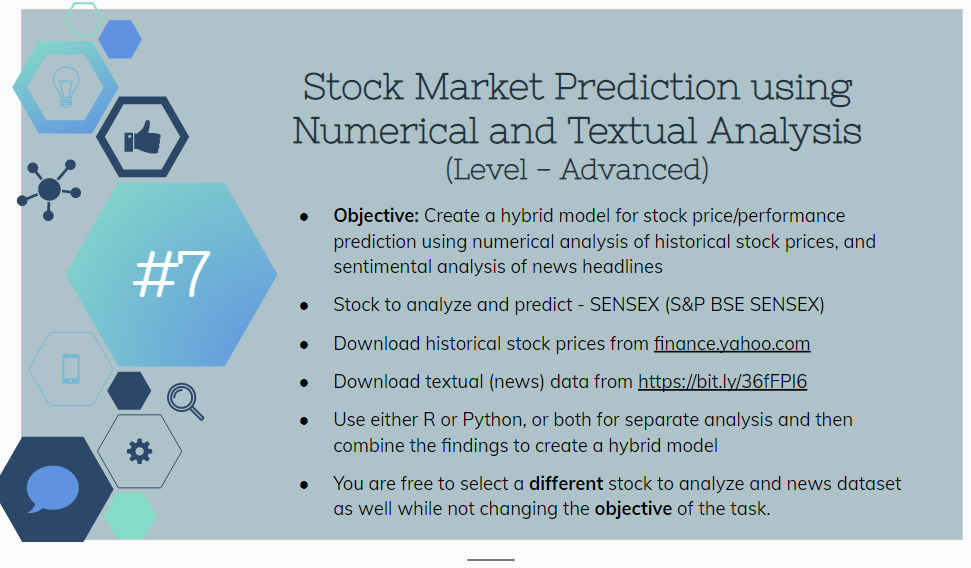 Stock Market Prediction using
Numerical and Textual Analysis
(Level – Advanced)
#7
● Objective: Create a hybrid model for stock price/performance
prediction using numerical analysis of historical stock prices, and
sentimental analysis of news headlines
● Stock to analyze and predict - SENSEX (S&P BSE SENSEX)
● Download historical stock prices from finance.yahoo.com
● Download textual (news) data from https://bit.ly/36fFPI6
● Use either R or Python, or both for separate analysis and then
combine the findings to create a hybrid model
● You are free to select a different stock to analyze and news dataset
as well while not changing the objective of the task.